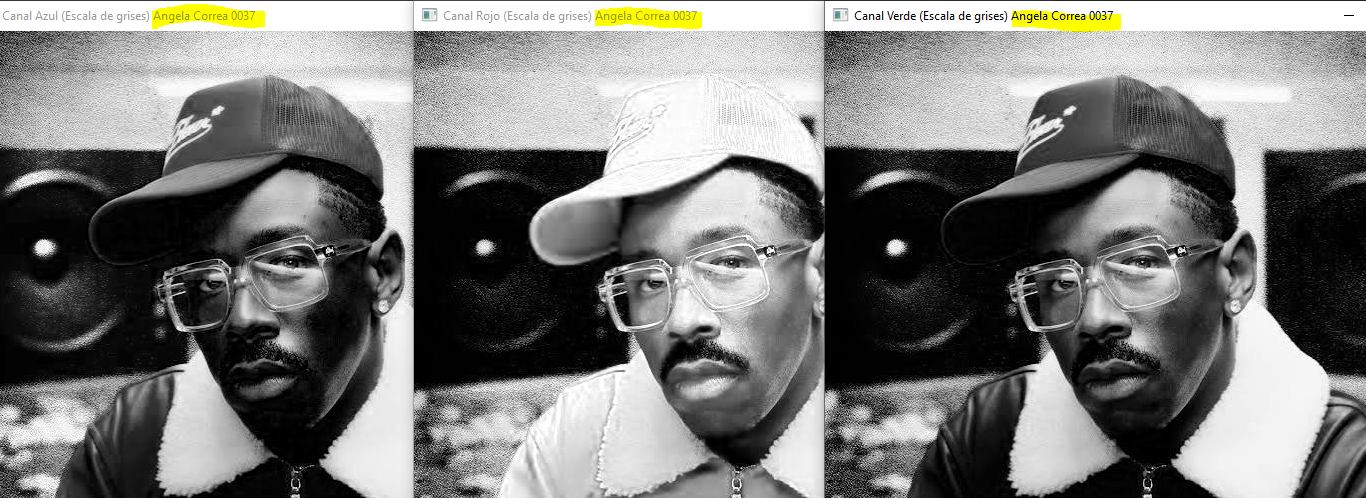 Canal Azul (Escala de grises) Angela Correa 0037
Canal Rojo (Escala de grises) Angela Correa 0037
Canal Verde (Escala de grises) Angela Correa 0037